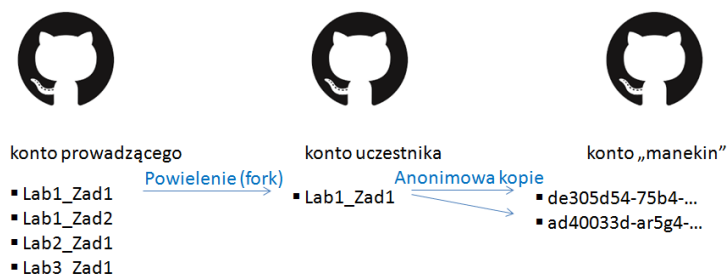 konto prowadzącego
konto uczestnika
konto „manekin”
Powielenie (fork)
Anonimowa kopie
▪ Lab1_Zad1
▪ Lab1_Zad2
▪ Lab2_Zad1
▪ Lab3_Zad1
▪ Lab1_Zad1
▪ de305d54-75b4-...
▪ ad40033d-ar5g4-...